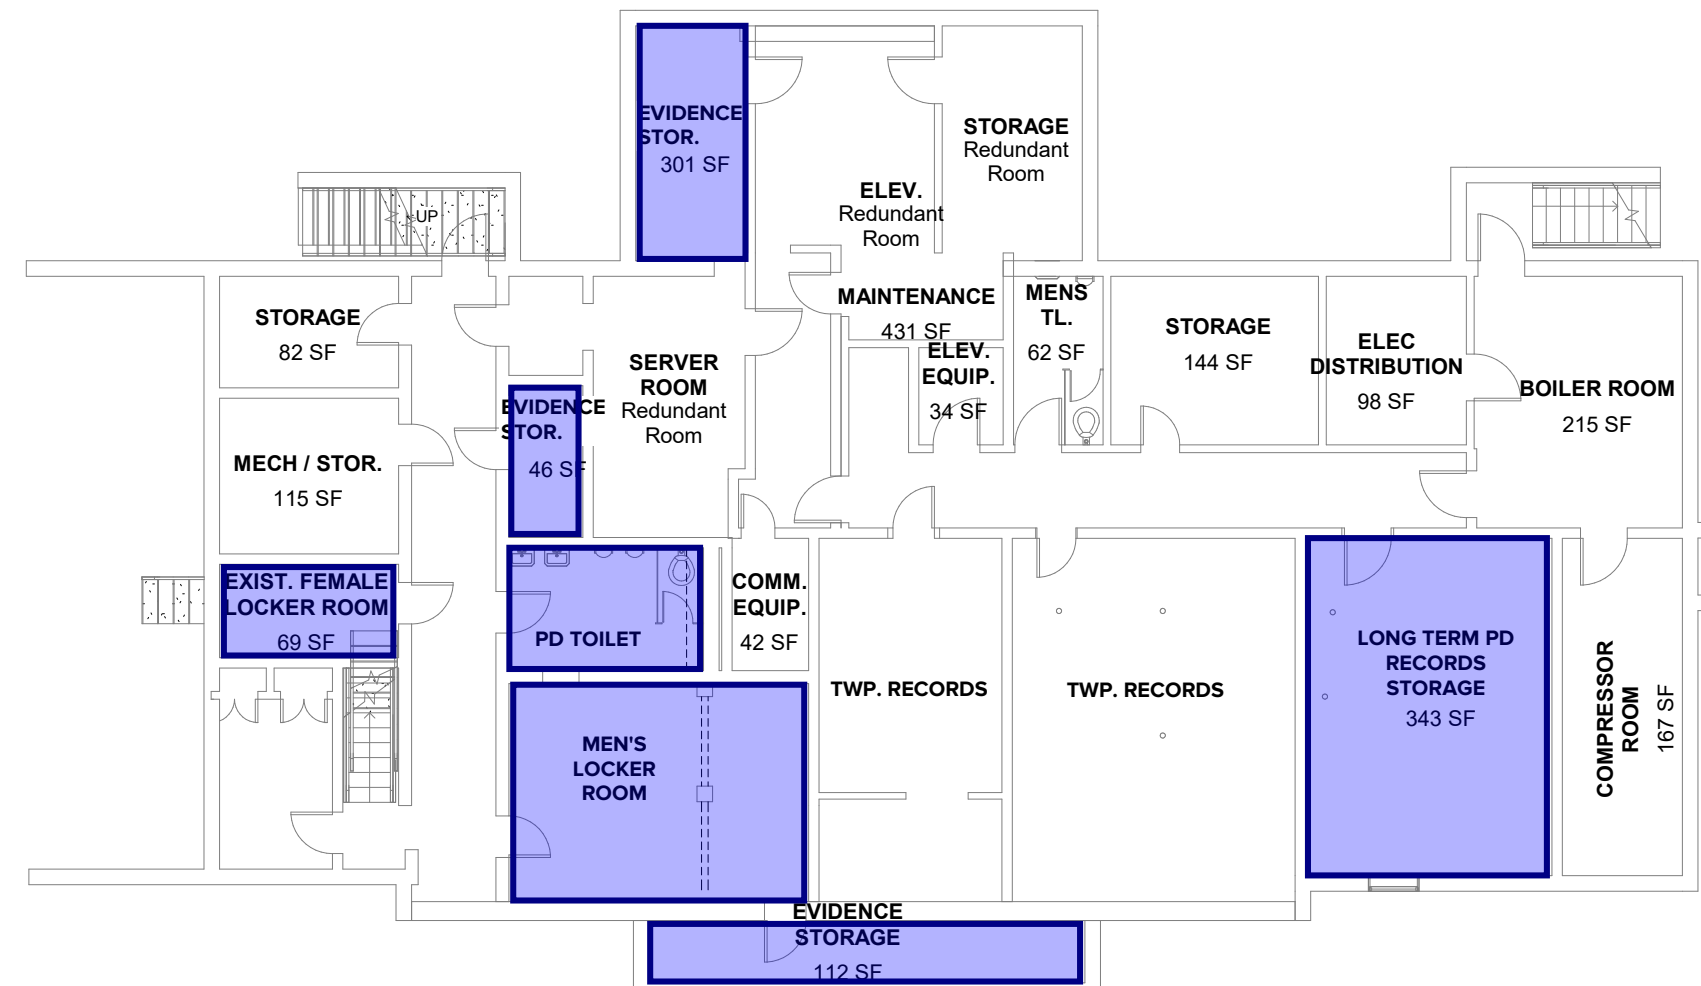 EVIDENCE
STOR.
301 SF
STORAGE
Redundant
Room
ELEV.
Redundant
Room
UP
STORAGE
82 SF
MAINTENANCE
431 SF
MENS
TL.
62 SF
STORAGE
144 SF
ELEC
DISTRIBUTION
98 SF
BOILER ROOM
215 SF
SERVER
ROOM
Redundant
Room
ELEV.
EQUIP.
34 SF
EVIDENCE
STOR.
46 SF
MECH / STOR.
115 SF
EXIST. FEMALE
LOCKER ROOM
69 SF
PD TOILET
COMM.
EQUIP.
42 SF
TWP. RECORDS
TWP. RECORDS
LONG TERM PD
RECORDS
STORAGE
343 SF
COMPRESSOR
ROOM
167 SF
MEN'S
LOCKER
ROOM
EVIDENCE
STORAGE
112 SF